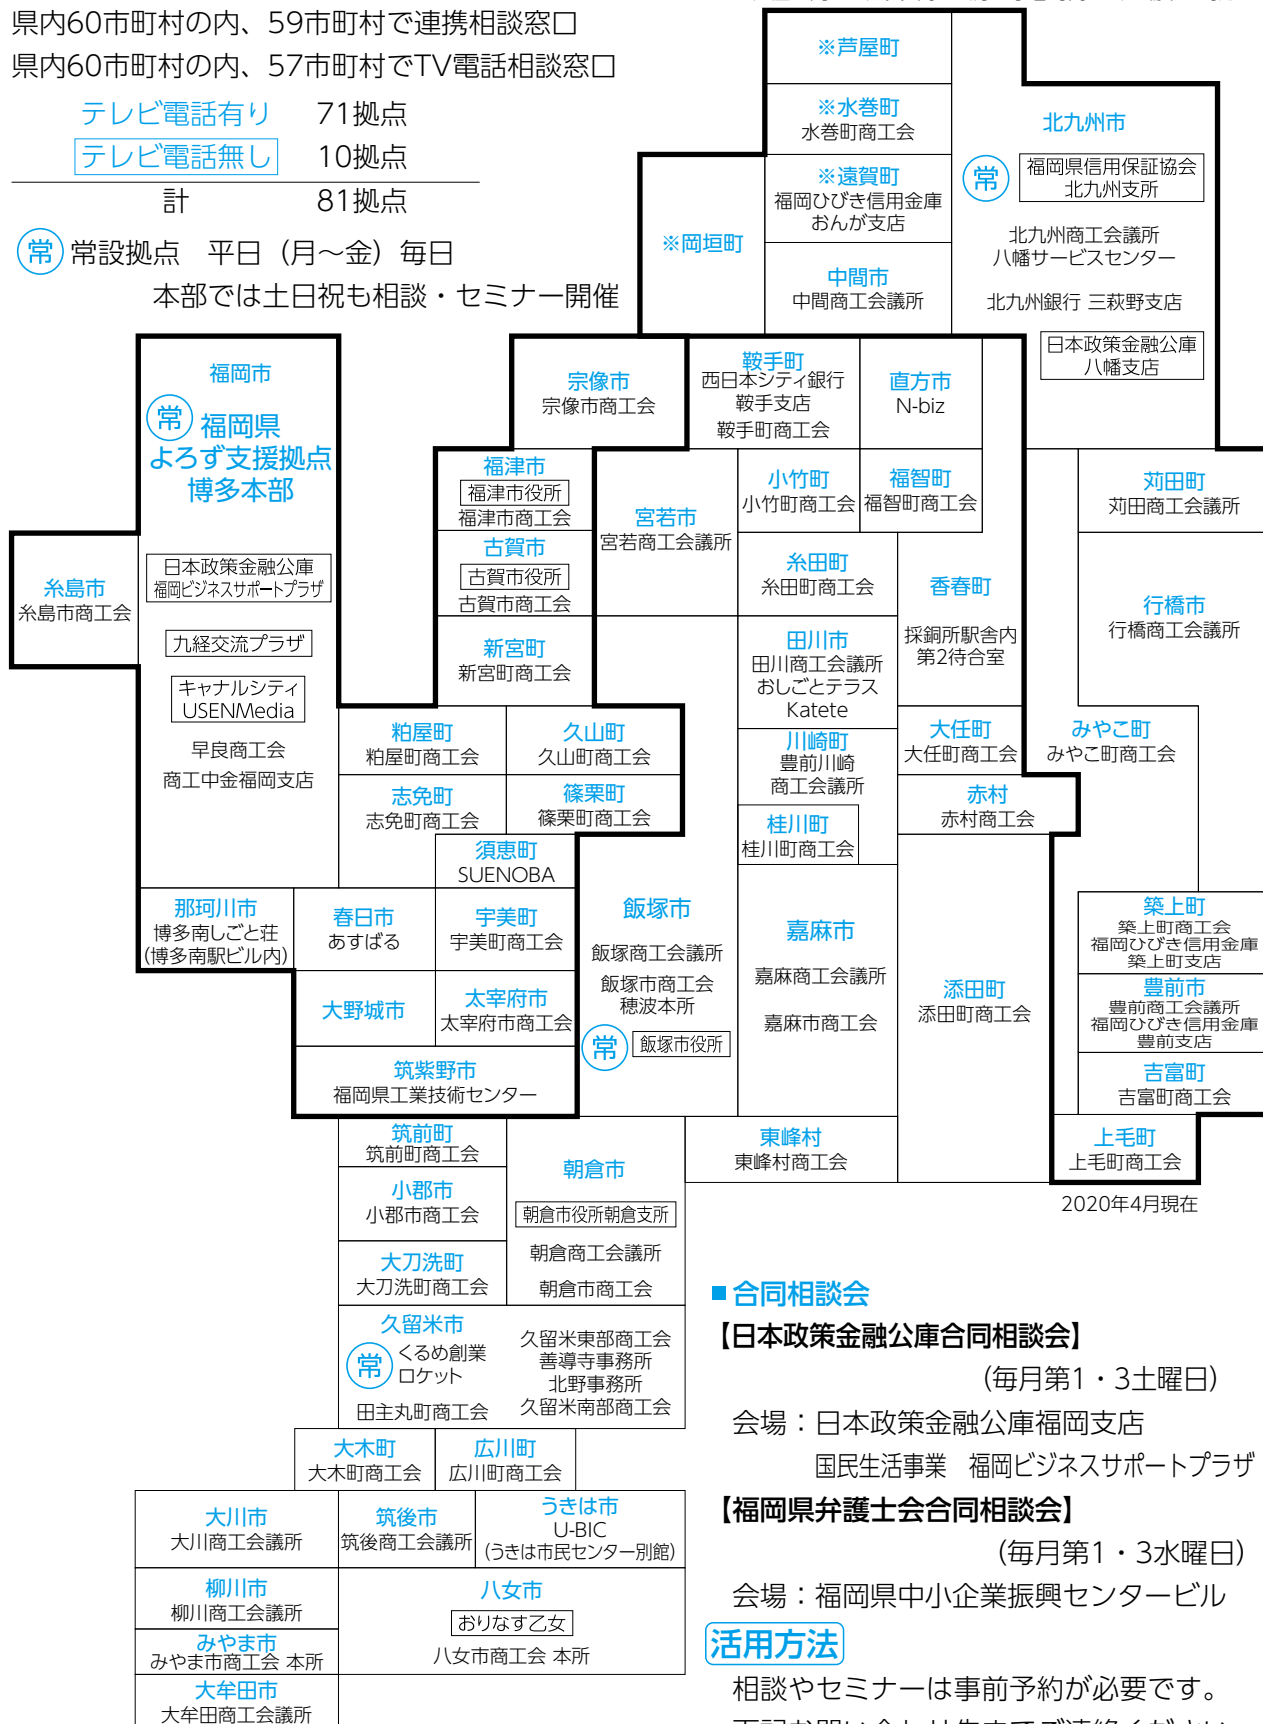 県内60市町村の内、59市町村で連携相談窓口
県内60市町村の内、57市町村でTV電話相談窓口
テレビ電話有り 71拠点
テレビ電話無し 10拠点
計 81拠点
常 常設拠点 平日（月～金）毎日
本部では土日祝も相談・セミナー開催
※芦屋町
※水巻町
水巻町商工会
※遠賀町
福岡ひびき信用金庫
おんが支店
※岡垣町
中間市
中間商工会議所
北九州市
常
福岡県信用保証協会
北九州支所
北九州商工会議所
八幡サービスセンター
北九州銀行 三萩野支店
日本政策金融公庫
八幡支店
福岡市
常 福岡県
よろず支援拠点
博多本部
日本政策金融公庫
福岡ビジネスサポートプラザ
九経交流プラザ
キャナルシティ
USENMedia
早良商工会
商工中金福岡支店
糸島市
糸島市商工会
宗像市
宗像市商工会
鞍手町
西日本シティ銀行
鞍手支店
鞍手町商工会
直方市
N-biz
福津市
福津市役所
福津市商工会
古賀市
古賀市役所
古賀市商工会
新宮町
新宮町商工会
宮若市
宮若商工会議所
小竹町
小竹町商工会
福智町
福智町商工会
糸田町
糸田町商工会
香春町
採銅所駅舎内
第2待合室
苅田町
苅田商工会議所
行橋市
行橋商工会議所
田川市
田川商工会議所
おしごとテラス
Katete
粕屋町
粕屋町商工会
久山町
久山町商工会
志免町
志免町商工会
篠栗町
篠栗町商工会
川崎町
豊前川崎
商工会議所
大任町
大任町商工会
みやこ町
みやこ町商工会
赤村
赤村商工会
桂川町
桂川町商工会
須恵町
SUENOBA
那珂川市
博多南しごと荘
(博多南駅ビル内)
春日市
あすばる
宇美町
宇美町商工会
大野城市
太宰府市
太宰府市商工会
筑紫野市
福岡県工業技術センター
飯塚市
飯塚商工会議所
飯塚市商工会
穂波本所
常 飯塚市役所
嘉麻市
嘉麻商工会議所
嘉麻市商工会
添田町
添田町商工会
築上町
築上町商工会
福岡ひびき信用金庫
築上町支店
豊前市
豊前商工会議所
福岡ひびき信用金庫
豊前支店
吉富町
吉富町商工会
上毛町
上毛町商工会
2020年4月現在
筑前町
筑前町商工会
小郡市
小郡市商工会
大刀洗町
大刀洗町商工会
朝倉市
朝倉市役所朝倉支所
朝倉商工会議所
朝倉市商工会
東峰村
東峰村商工会
久留米市
常 くるめ創業
ロケット
田主丸町商工会
久留米東部商工会
善導寺事務所
北野事務所
久留米南部商工会
大木町
大木町商工会
広川町
広川町商工会
大川市
大川商工会議所
筑後市
筑後商工会議所
うきは市
U-BIC
(うきは市民センター別館)
柳川市
柳川商工会議所
八女市
おりなす乙女
八女市商工会 本所
みやま市
みやま市商工会 本所
大牟田市
大牟田商工会議所
■合同相談会
【日本政策金融公庫合同相談会】
（毎月第1・3土曜日）
会場：日本政策金融公庫福岡支店
国民生活事業 福岡ビジネスサポートプラザ
【福岡県弁護士会合同相談会】
（毎月第1・3水曜日）
会場：福岡県中小企業振興センタービル
活用方法
相談やセミナーは事前予約が必要です。